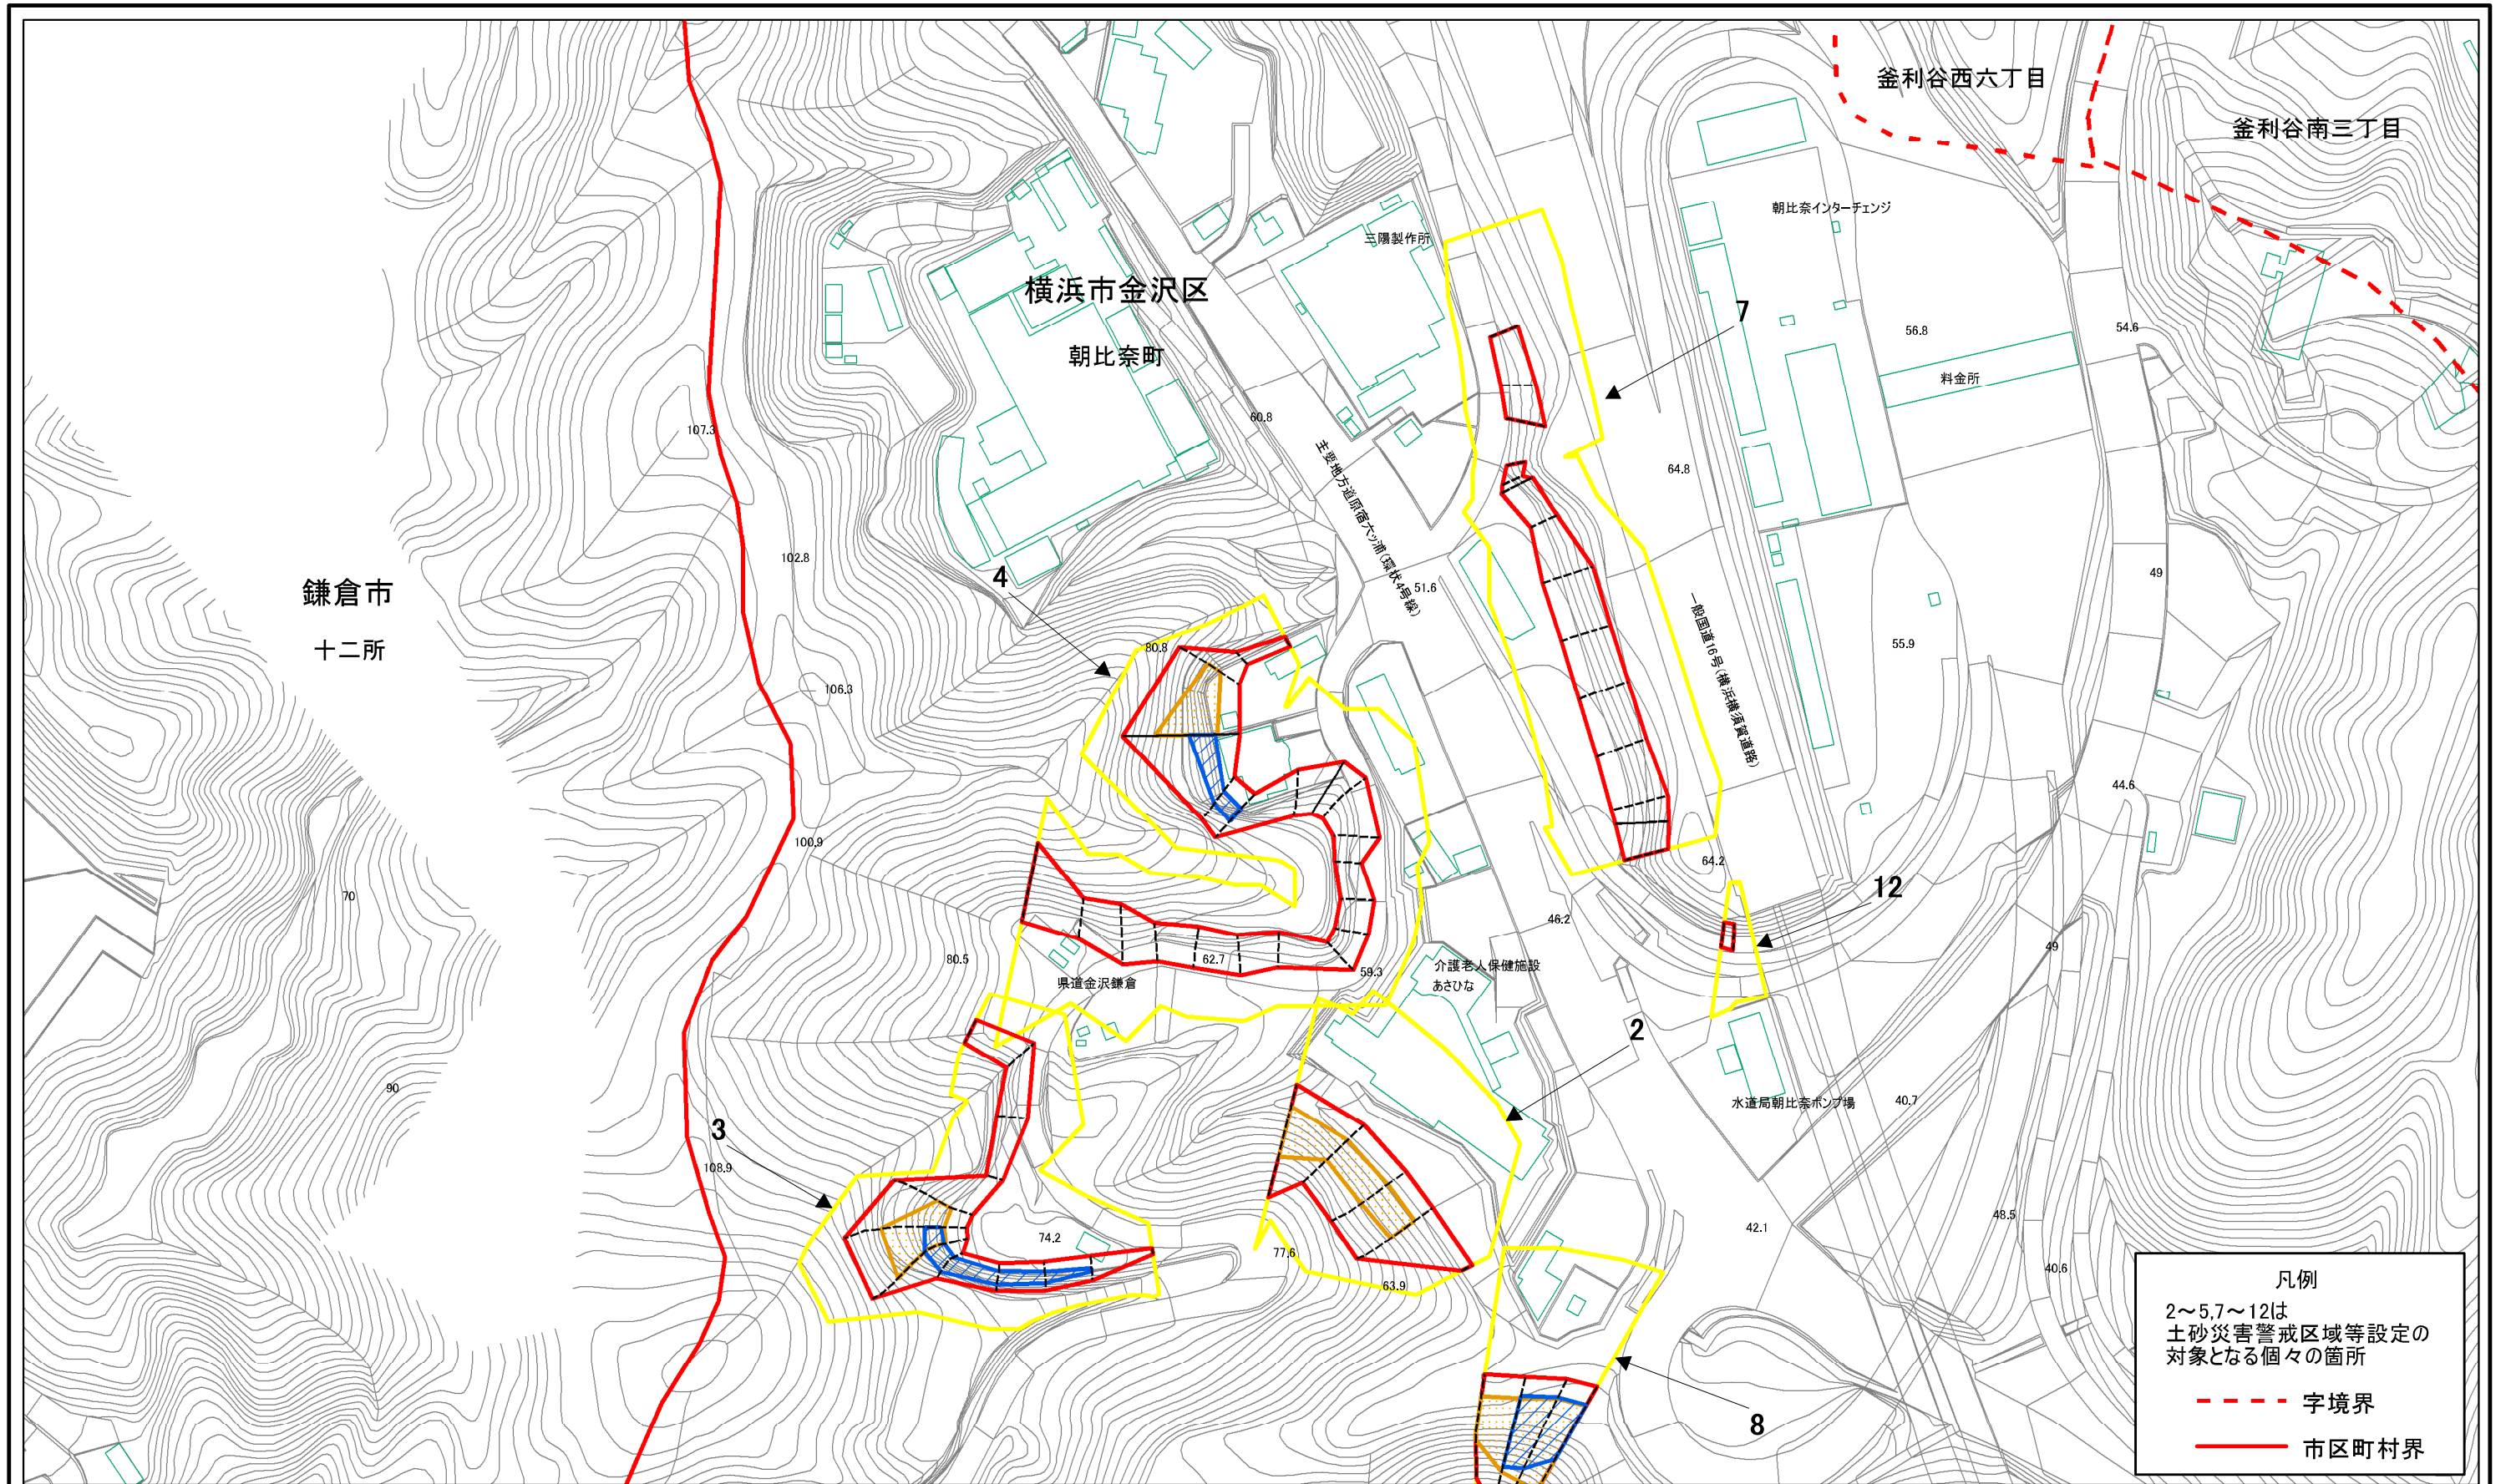 釜利谷西六丁目
釜利谷南三丁目
朝比奈インターチェンジ
三陽製作所
横浜市金沢区
7
56.8
54.6
朝比奈町
料金所
60.8
107.3
主要地方道原宿六ッ浦(環状4号線)
64.8
102.8
4
51.6
49
鎌倉市
一般国道16号(横浜横須賀道路)
十二所
80.8
55.9
106.3
44.6
100.9
64.2
70
12
46.2
49
80.5
62.7
59.3
介護老人保健施設
あさひな
県道金沢鎌倉
2
90
水道局朝比奈ポンプ場
40.7
3
108.9
48.5
42.1
74.2
77.6
40.6
63.9
8
凡例
2～5,7～12は
土砂災害警戒区域等設定の
対象となる個々の箇所
字境界
市区町村界